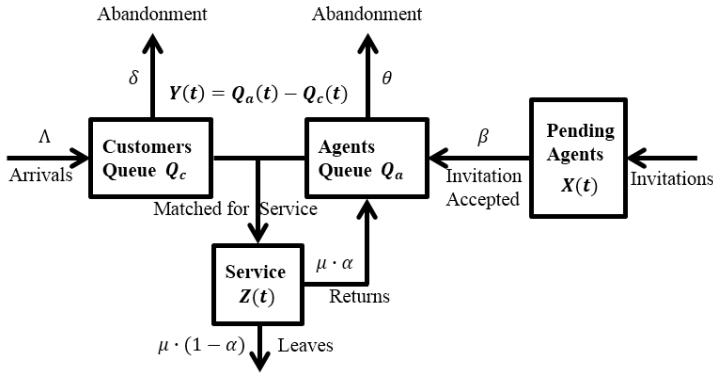 Abandonment
Abandonment
δ
Y(t) = Q_a(t) − Q_c(t)
θ
Λ
Arrivals
Customers
Queue Q_c
Agents
Queue Q_a
β
Invitation
Accepted
Pending
Agents
X(t)
Invitations
Matched for Service
Service
Z(t)
μ · α
Returns
μ · (1 − α)
Leaves